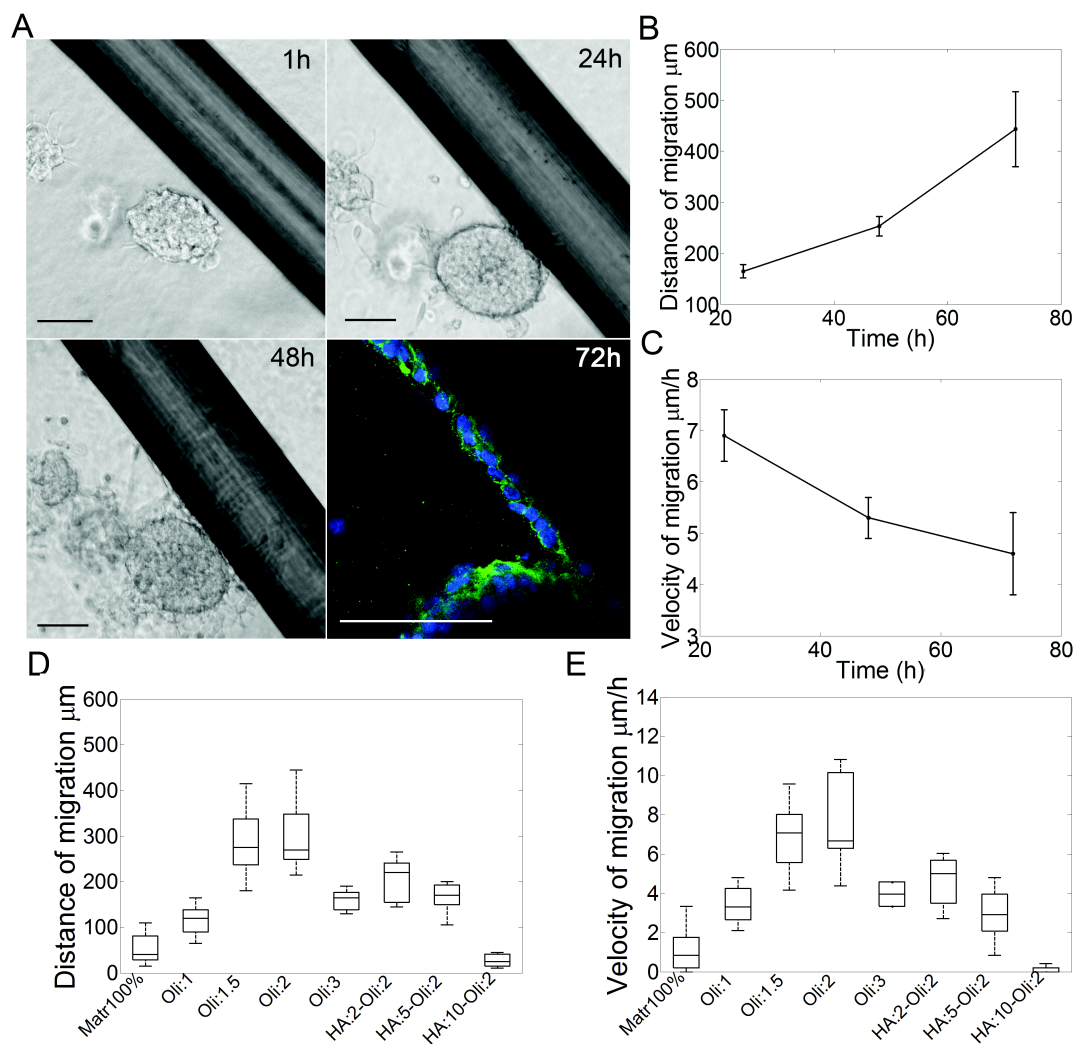 A
1h
24h
48h
72h
B
Distance of migration µm
600
500
400
300
200
100
20
40
60
80
Time (h)
C
Velocity of migration µm/h
8
7
6
5
4
3
20
40
60
80
Time (h)
D
Distance of migration µm
600
500
400
300
200
100
0
Matr100%
Oli:1
Oli:1.5
Oli:2
Oli:3
HA:2-Oli:2
HA:5-Oli:2
HA:10-Oli:2
E
Velocity of migration µm/h
14
12
10
8
6
4
2
0
Matr100%
Oli:1
Oli:1.5
Oli:2
Oli:3
HA:2-Oli:2
HA:5-Oli:2
HA:10-Oli:2